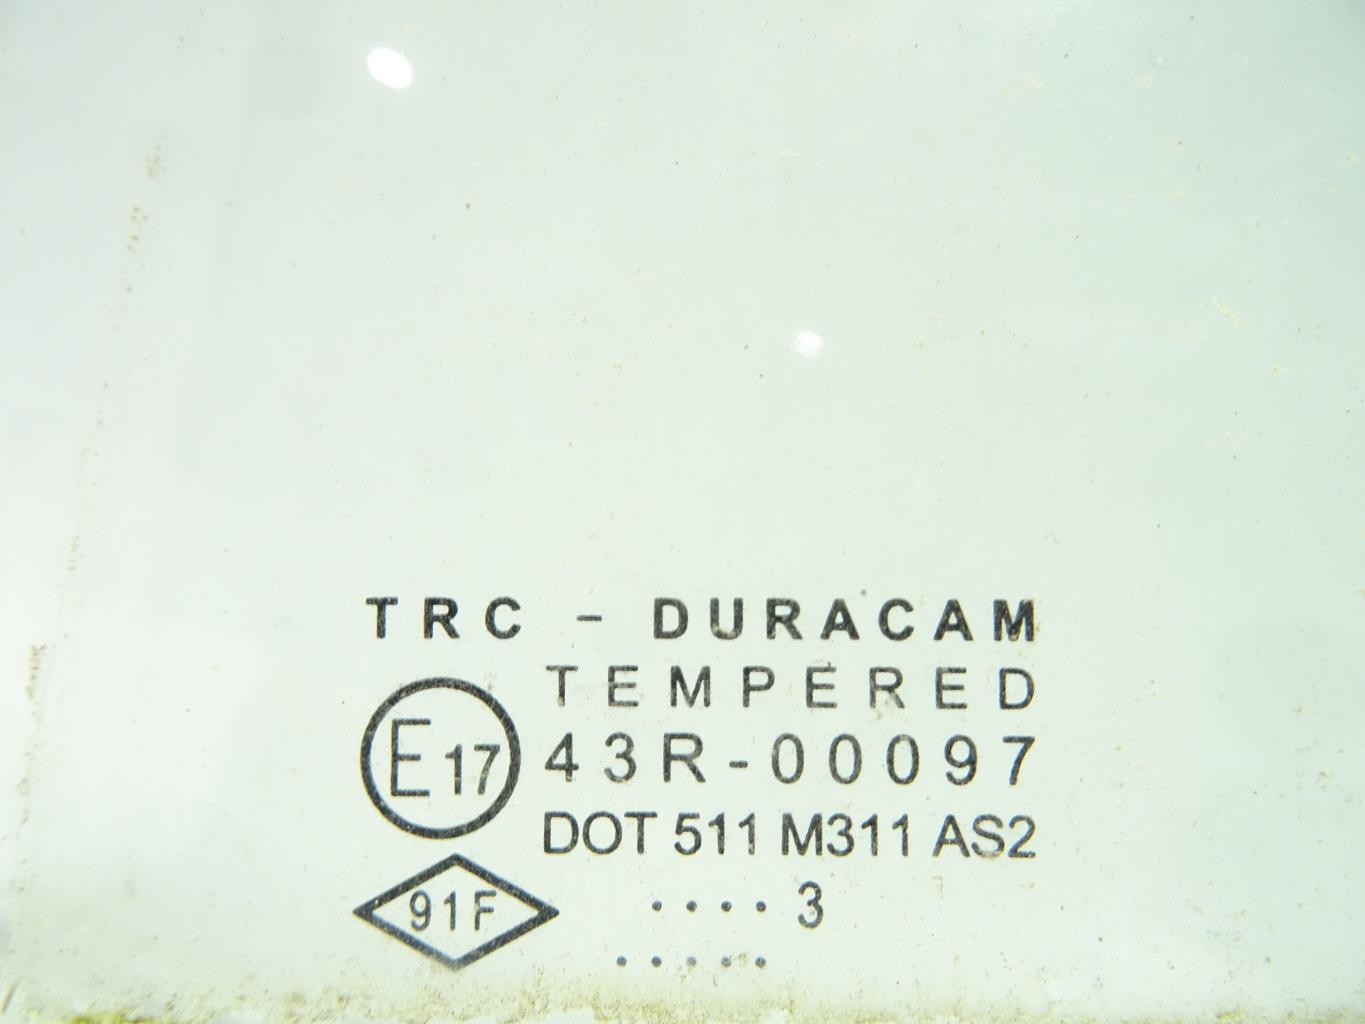 TRC - DURACAM
TEMPERED
E17 43R-00097
DOT 511 M311 AS2
91F .... 3
.....